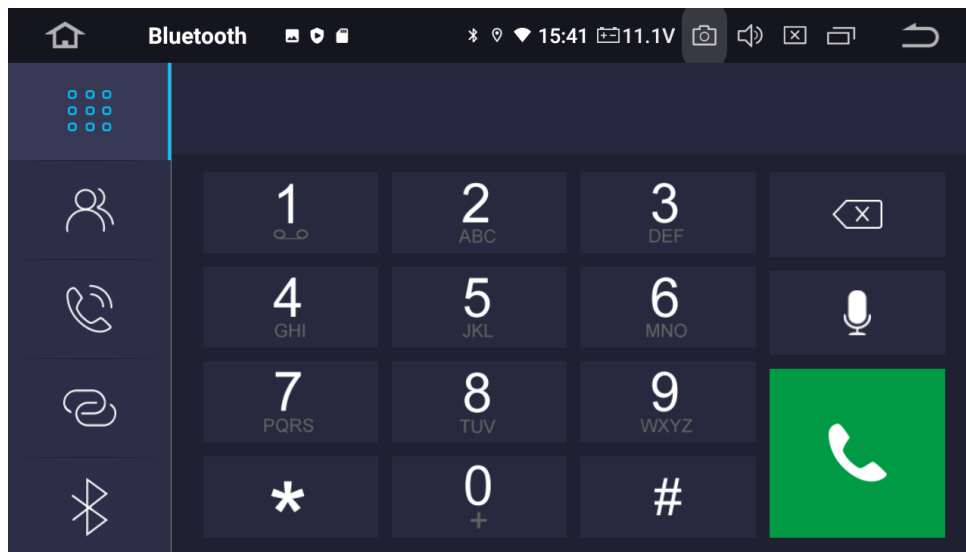 Bluetooth 15:41 11.1V
1 2 3
ABC DEF
4 5 6
GHI JKL MNO
7 8 9
PQRS TUV WXYZ
* 0 #
+